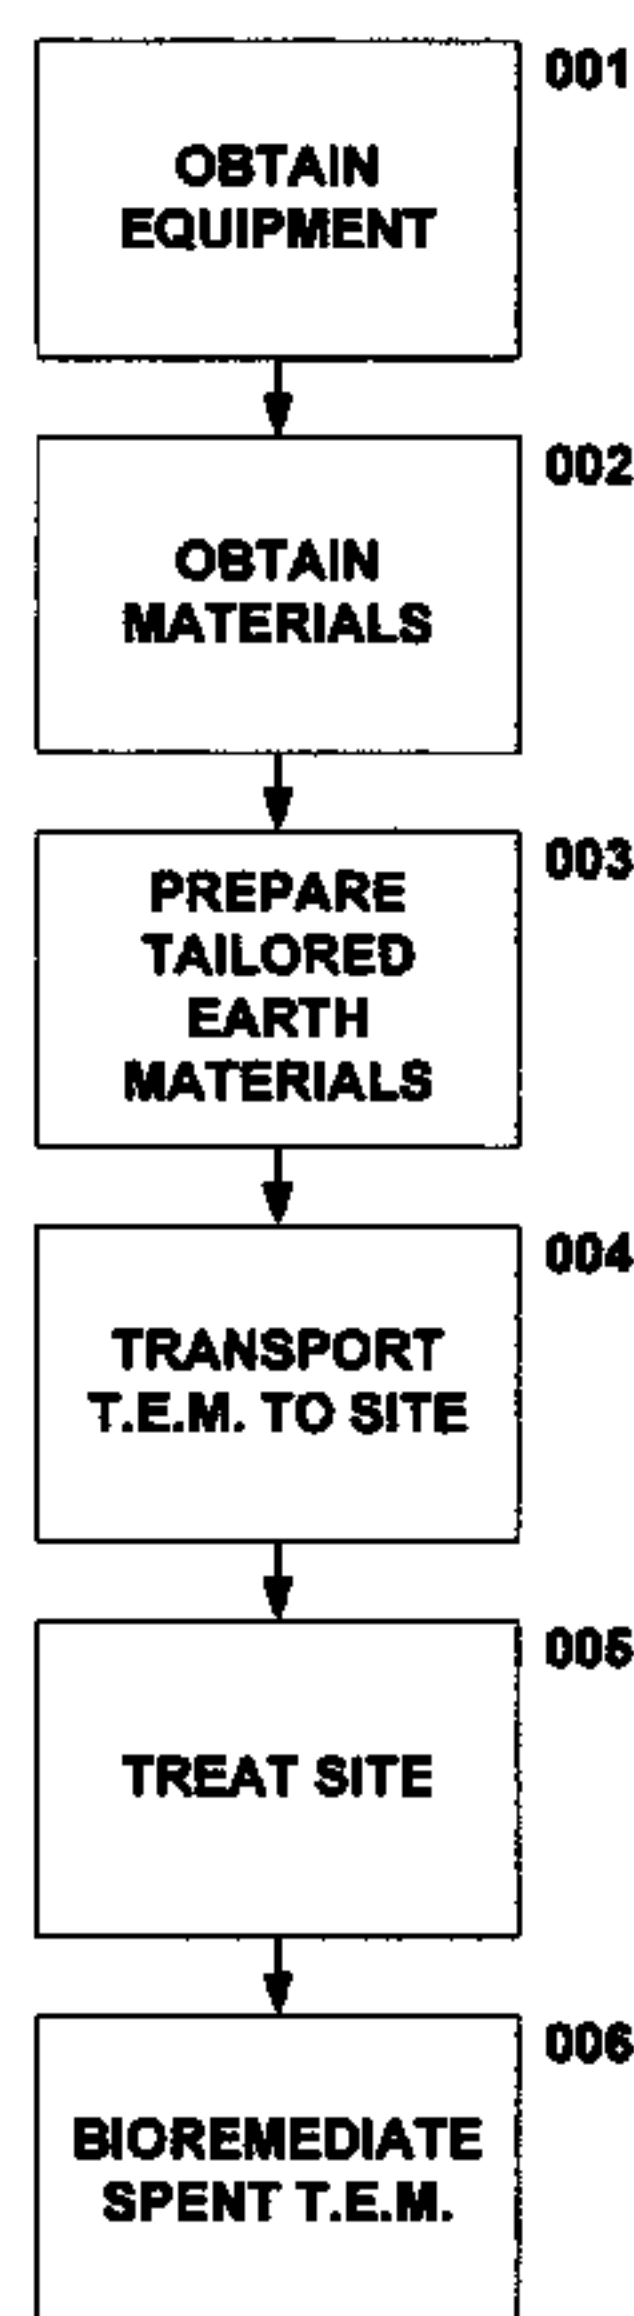 001
OBTAIN
EQUIPMENT
002
OBTAIN
MATERIALS
003
PREPARE
TAILORED
EARTH
MATERIALS
004
TRANSPORT
T.E.M. TO SITE
005
TREAT SITE
006
BIOREMEDIATE
SPENT T.E.M.